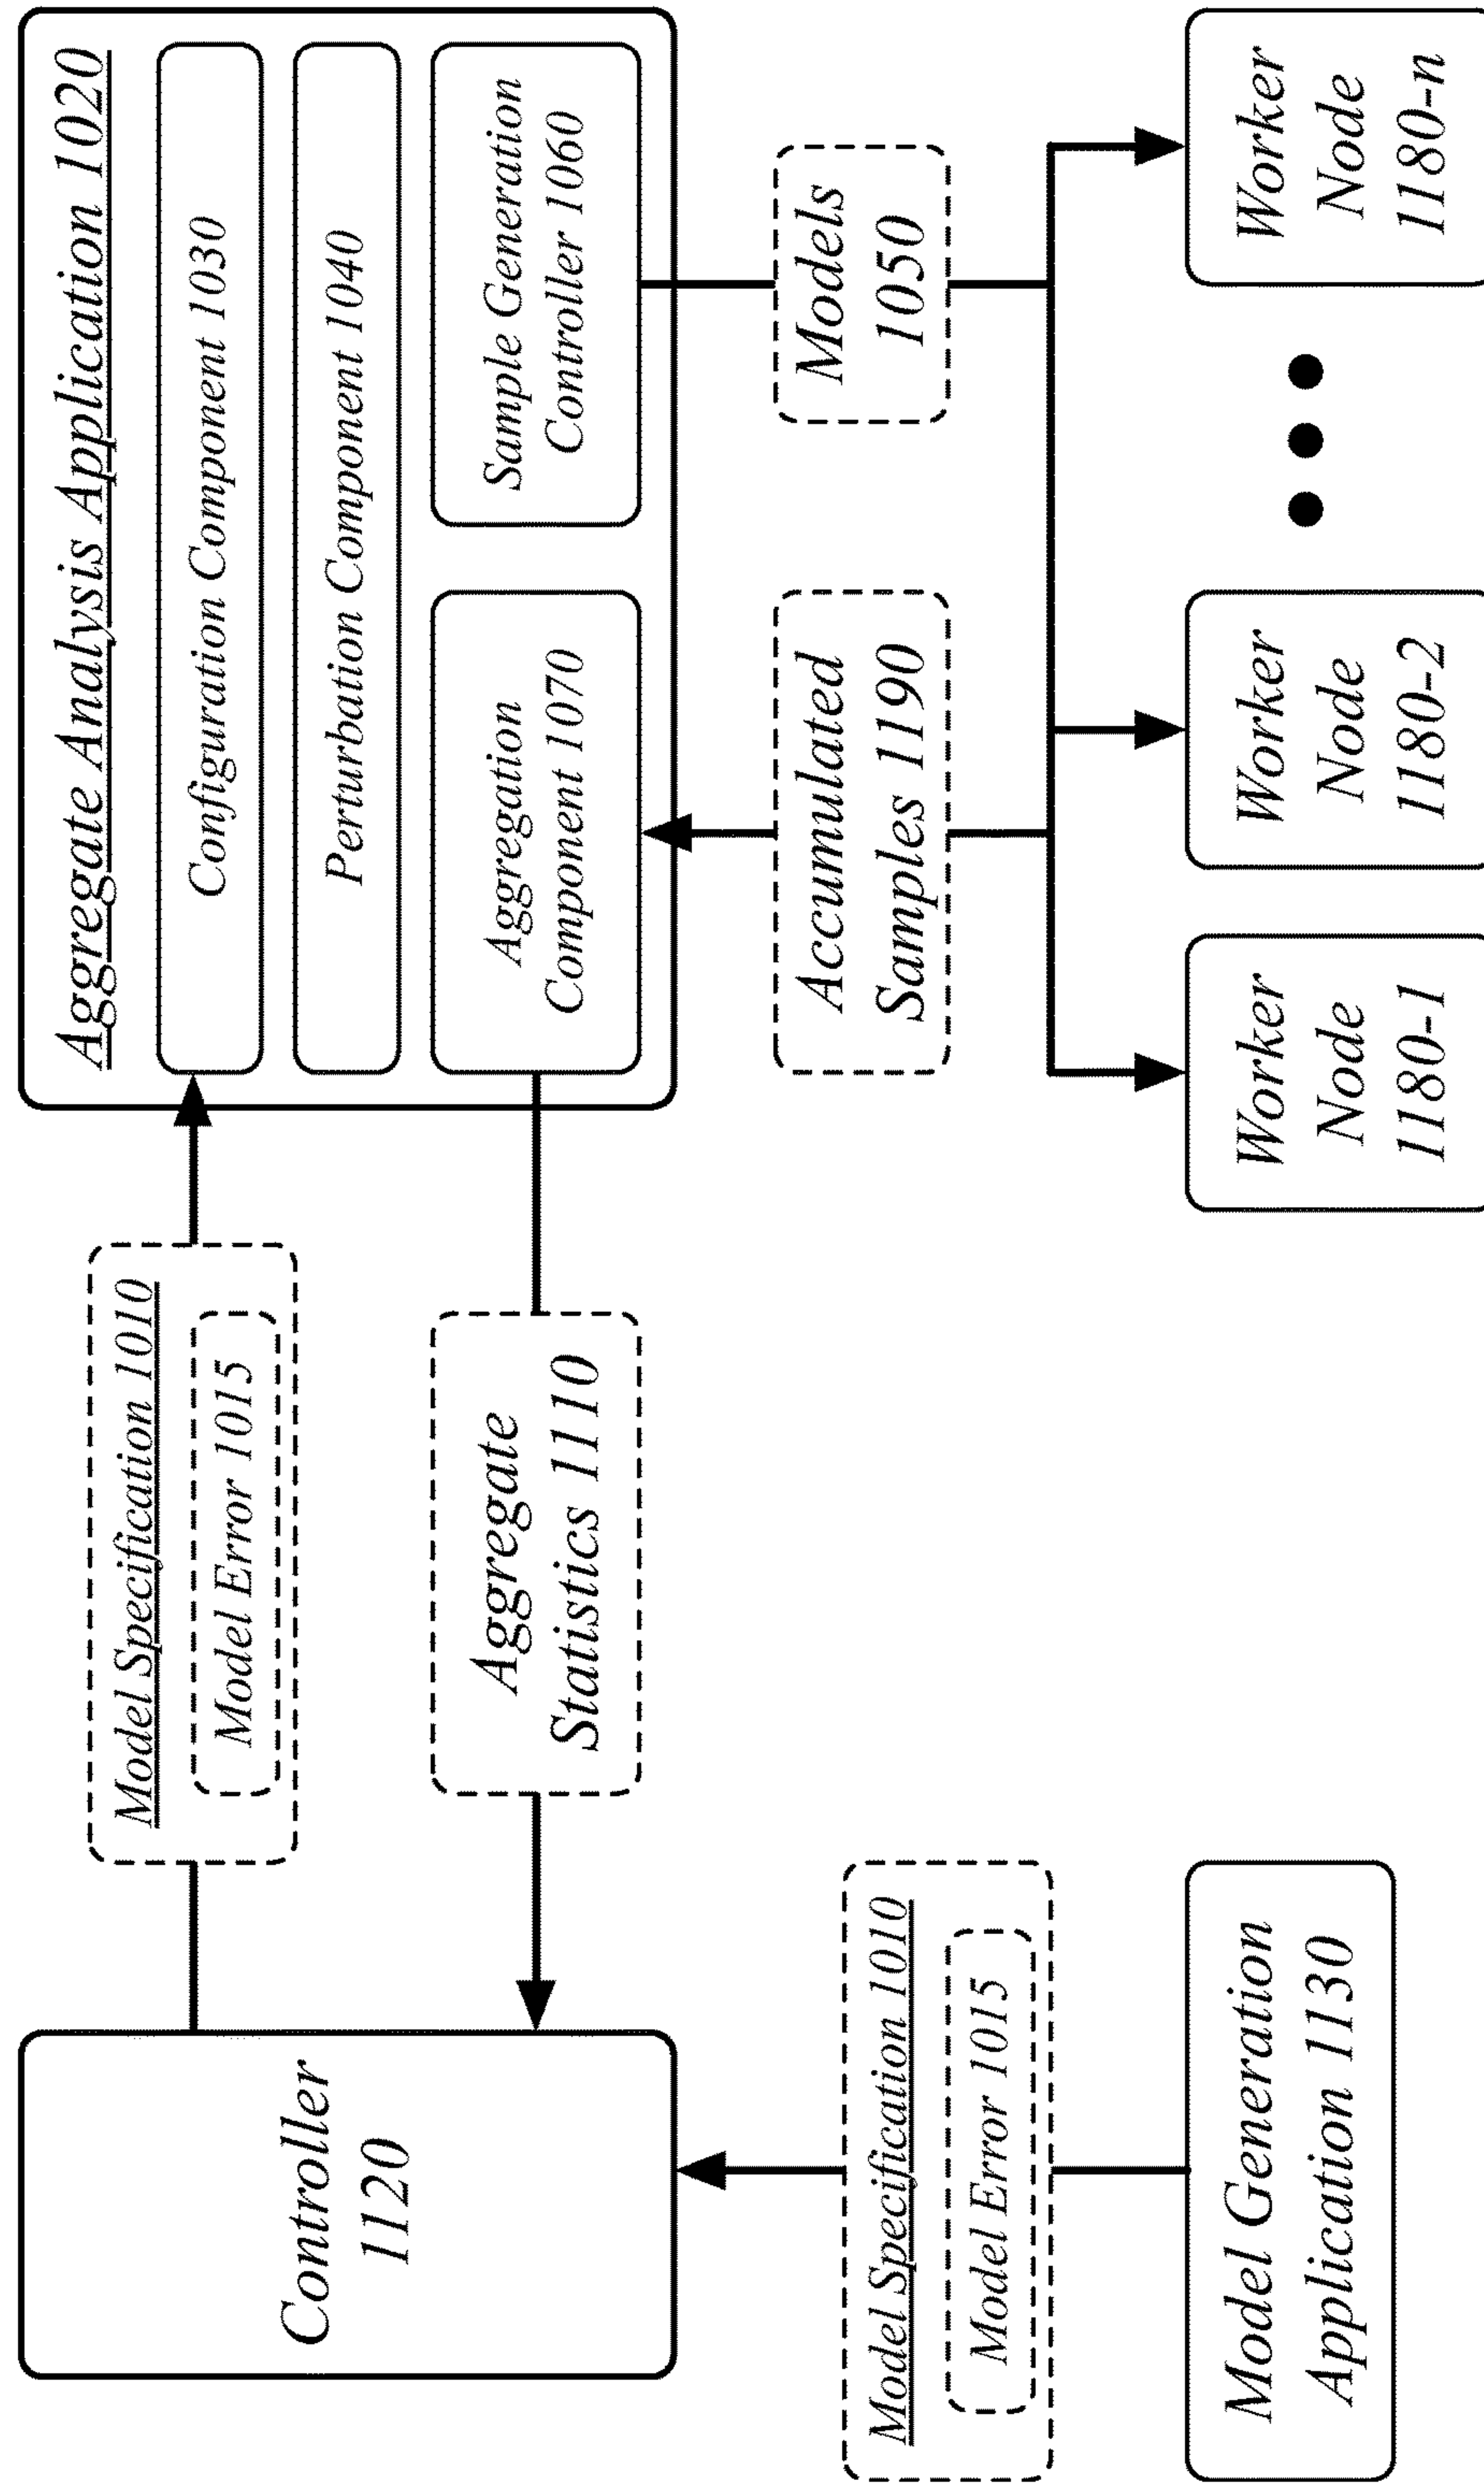 Controller
1120
Model Specification 1010
Model Error 1015
Aggregate
Statistics 1110
Aggregate Analysis Application 1020
Configuration Component 1030
Perturbation Component 1040
Aggregation
Component 1070
Sample Generation
Controller 1060
Model Specification 1010
Model Error 1015
Accumulated
Samples 1190
Models
1050
Model Generation
Application 1130
Worker
Node
1180-1
Worker
Node
1180-2
Worker
Node
1180-n